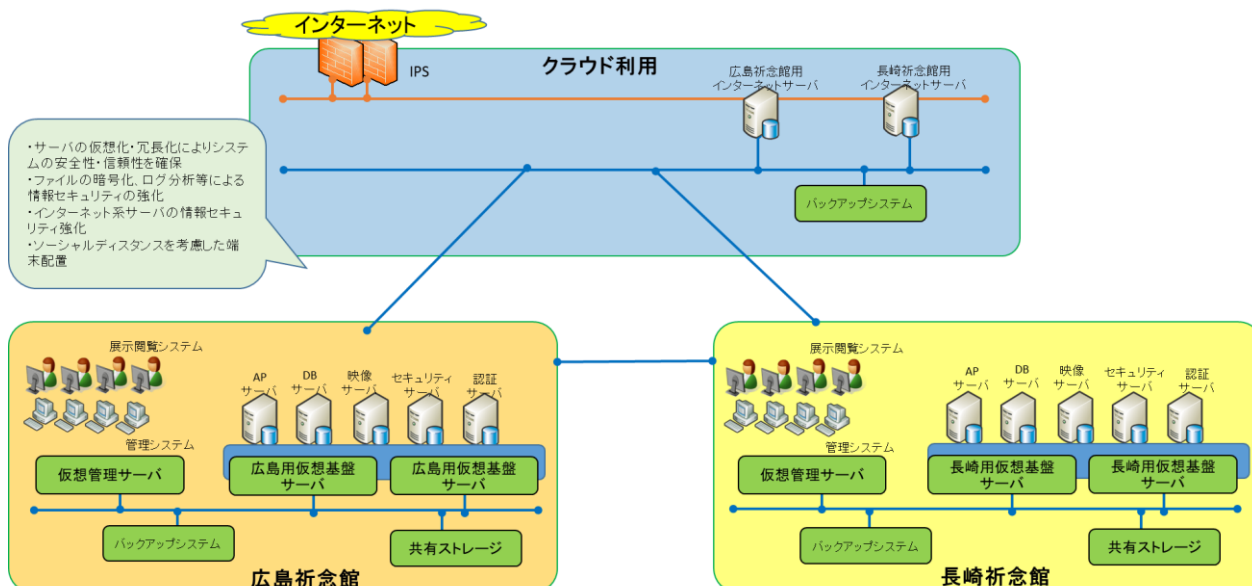 インターネット
IPS
クラウド利用
広島祈念館用
インターネットサーバ
長崎祈念館用
インターネットサーバ
バックアップシステム
・サーバの仮想化・冗長化によりシステ
ムの安全性・信頼性を確保
・ファイルの暗号化、ログ分析等による
情報セキュリティの強化
・インターネット系サーバの情報セキュ
リティ強化
・ソーシャルディスタンスを考慮した端
末配置
展示閲覧システム
管理システム
AP
サーバ
DB
サーバ
映像
サーバ
セキュリティ
サーバ
認証
サーバ
仮想管理サーバ
広島用仮想基盤
サーバ
広島用仮想基盤
サーバ
バックアップシステム
共有ストレージ
広島祈念館
展示閲覧システム
管理システム
AP
サーバ
DB
サーバ
映像
サーバ
セキュリティ
サーバ
認証
サーバ
仮想管理サーバ
長崎用仮想基盤
サーバ
長崎用仮想基盤
サーバ
バックアップシステム
共有ストレージ
長崎祈念館